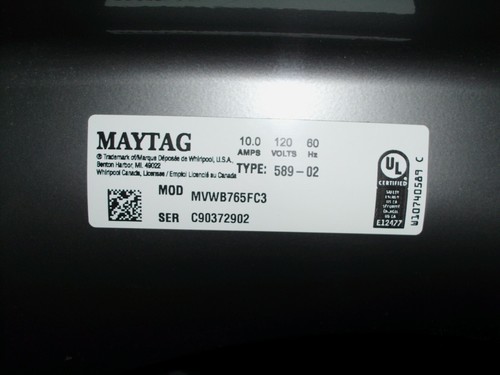 MAYTAG
® Trademark of/Marque Déposée de Whirlpool, U.S.A.,
Benton Harbor, MI. 49022
Whirlpool Canada, Licensee / Emploi Licencié au Canada
10.0 120 60
AMPS VOLTS Hz
TYPE: 589-02
MOD MVWB765FC3
SER C90372902
UL
E12477
W10740589 C